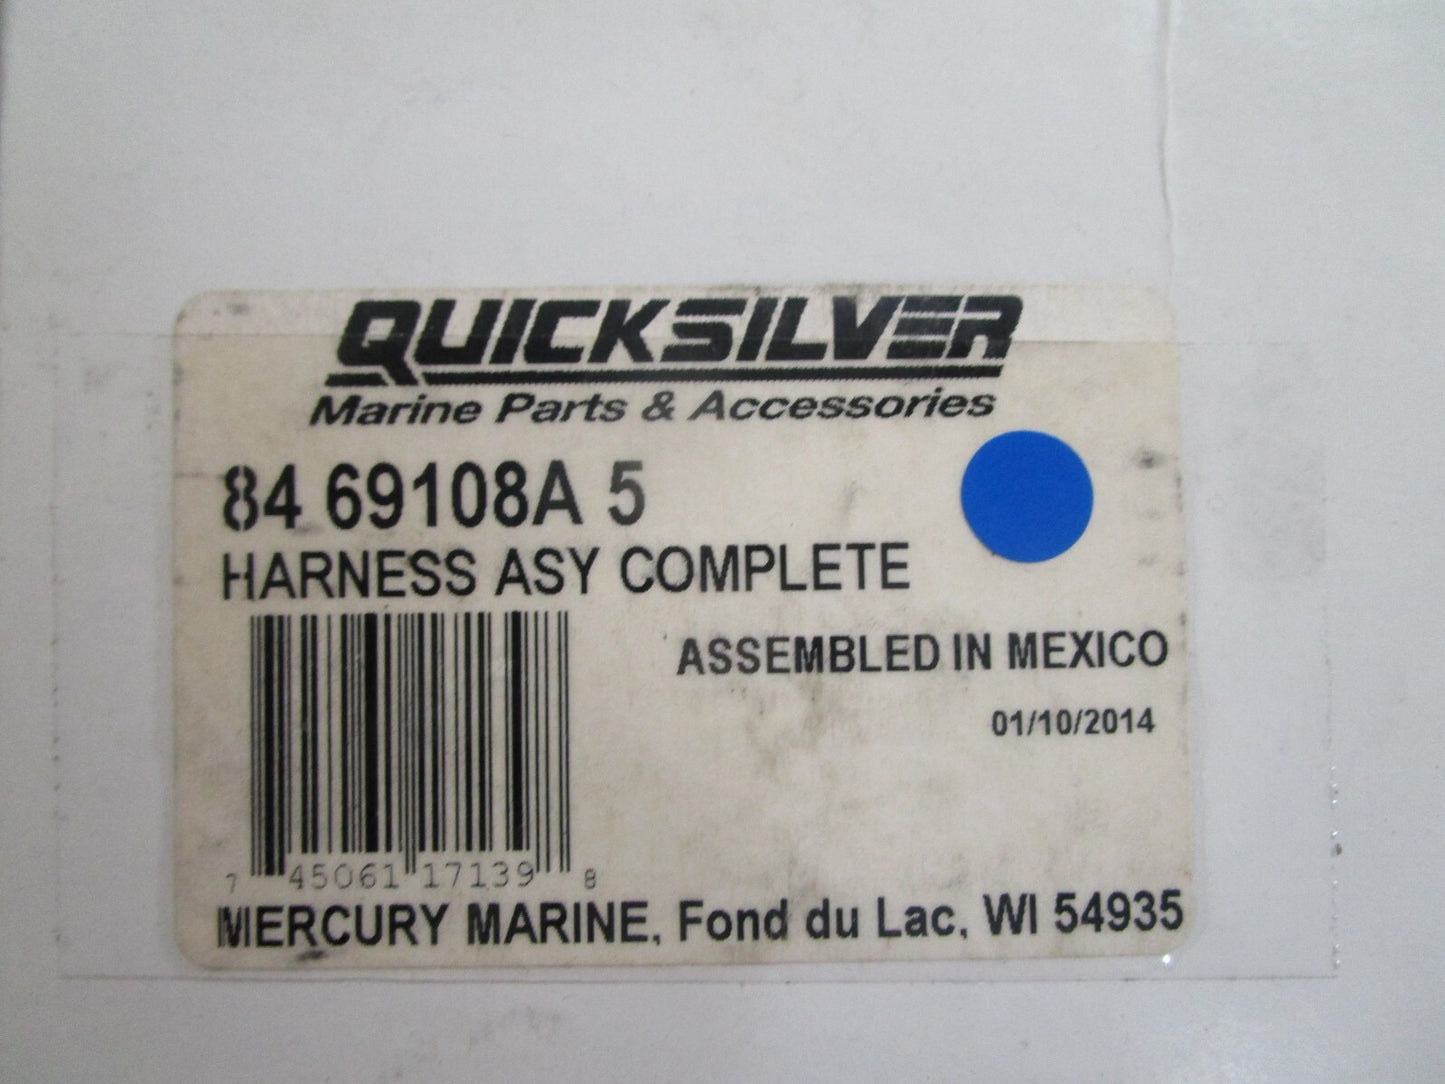 QUICKSILVER
Marine Parts & Accessories
84 69108A 5
HARNESS ASY COMPLETE
ASSEMBLED IN MEXICO
01/10/2014
7 45061 17139 8
MERCURY MARINE, Fond du Lac, WI 54935